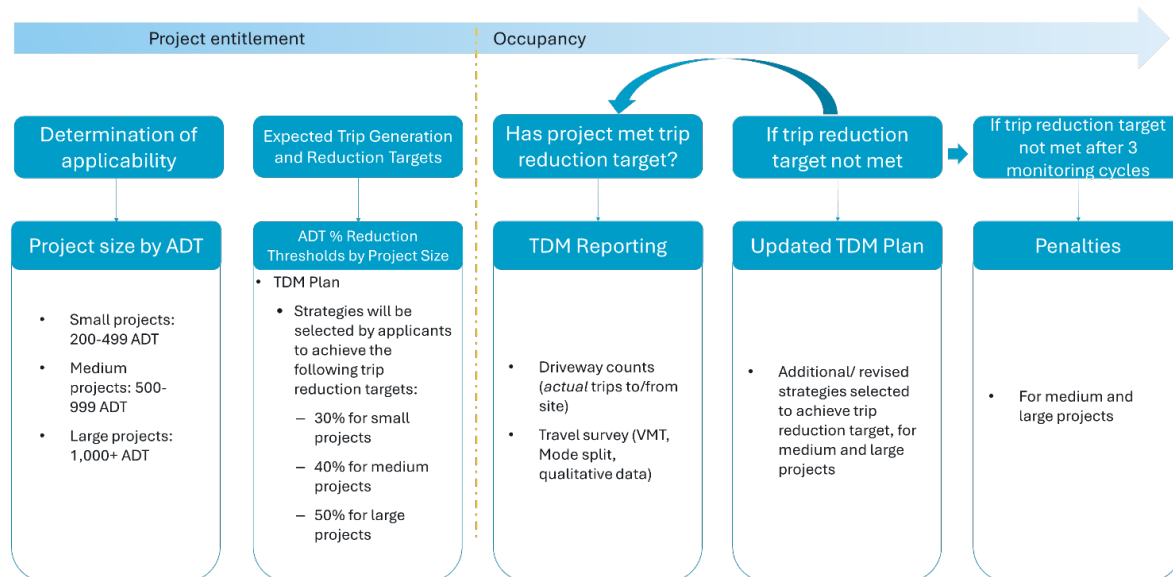 Project entitlement
Occupancy
Determination of
applicability
Project size by ADT
• Small projects:
200-499 ADT
• Medium
projects: 500-
999 ADT
• Large projects:
1,000+ ADT
Expected Trip Generation
and Reduction Targets
ADT % Reduction
Thresholds by Project Size
• TDM Plan
• Strategies will be
selected by applicants
to achieve the
following trip
reduction targets:
– 30% for small
projects
– 40% for medium
projects
– 50% for large
projects
Has project met trip
reduction target?
TDM Reporting
• Driveway counts
(actual trips to/from
site)
• Travel survey (VMT,
Mode split,
qualitative data)
If trip reduction
target not met
Updated TDM Plan
• Additional/ revised
strategies selected
to achieve trip
reduction target, for
medium and large
projects
If trip reduction target
not met after 3
monitoring cycles
Penalties
• For medium and
large projects